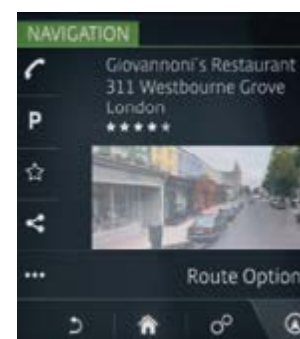 NAVIGATION
Giovannoni's Restaurant
311 Westbourne Grove
London
P
Route Option